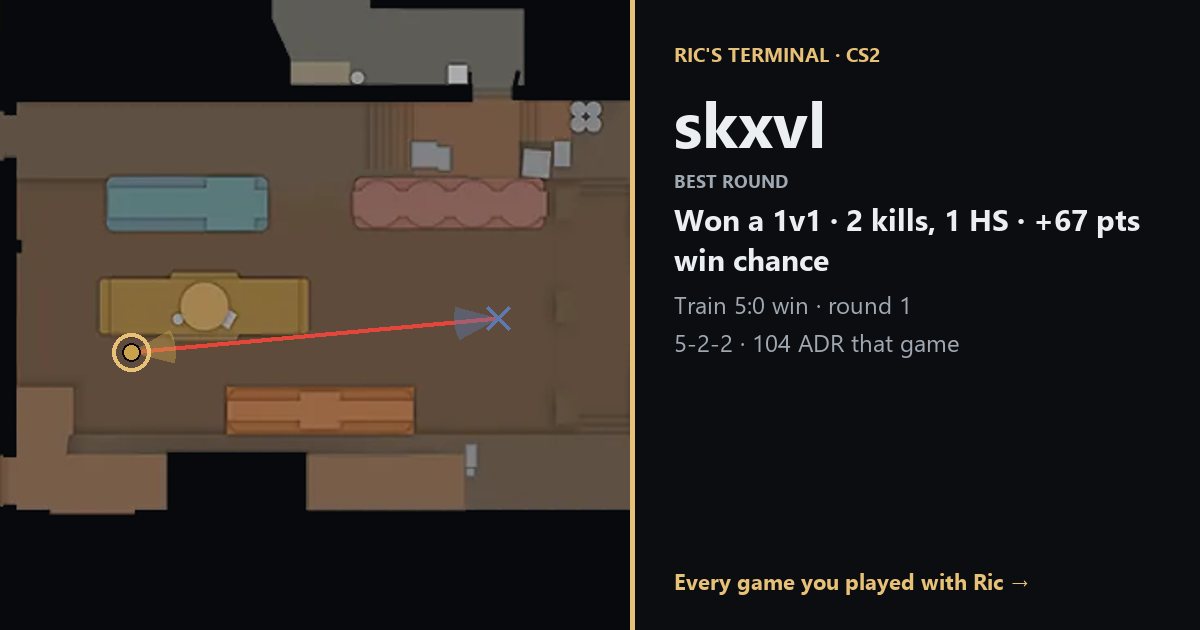 RIC'S TERMINAL · CS2
skxvl
BEST ROUND
Won a 1v1 · 2 kills, 1 HS · +67 pts
win chance
Train 5:0 win · round 1
5-2-2 · 104 ADR that game
Every game you played with Ric →